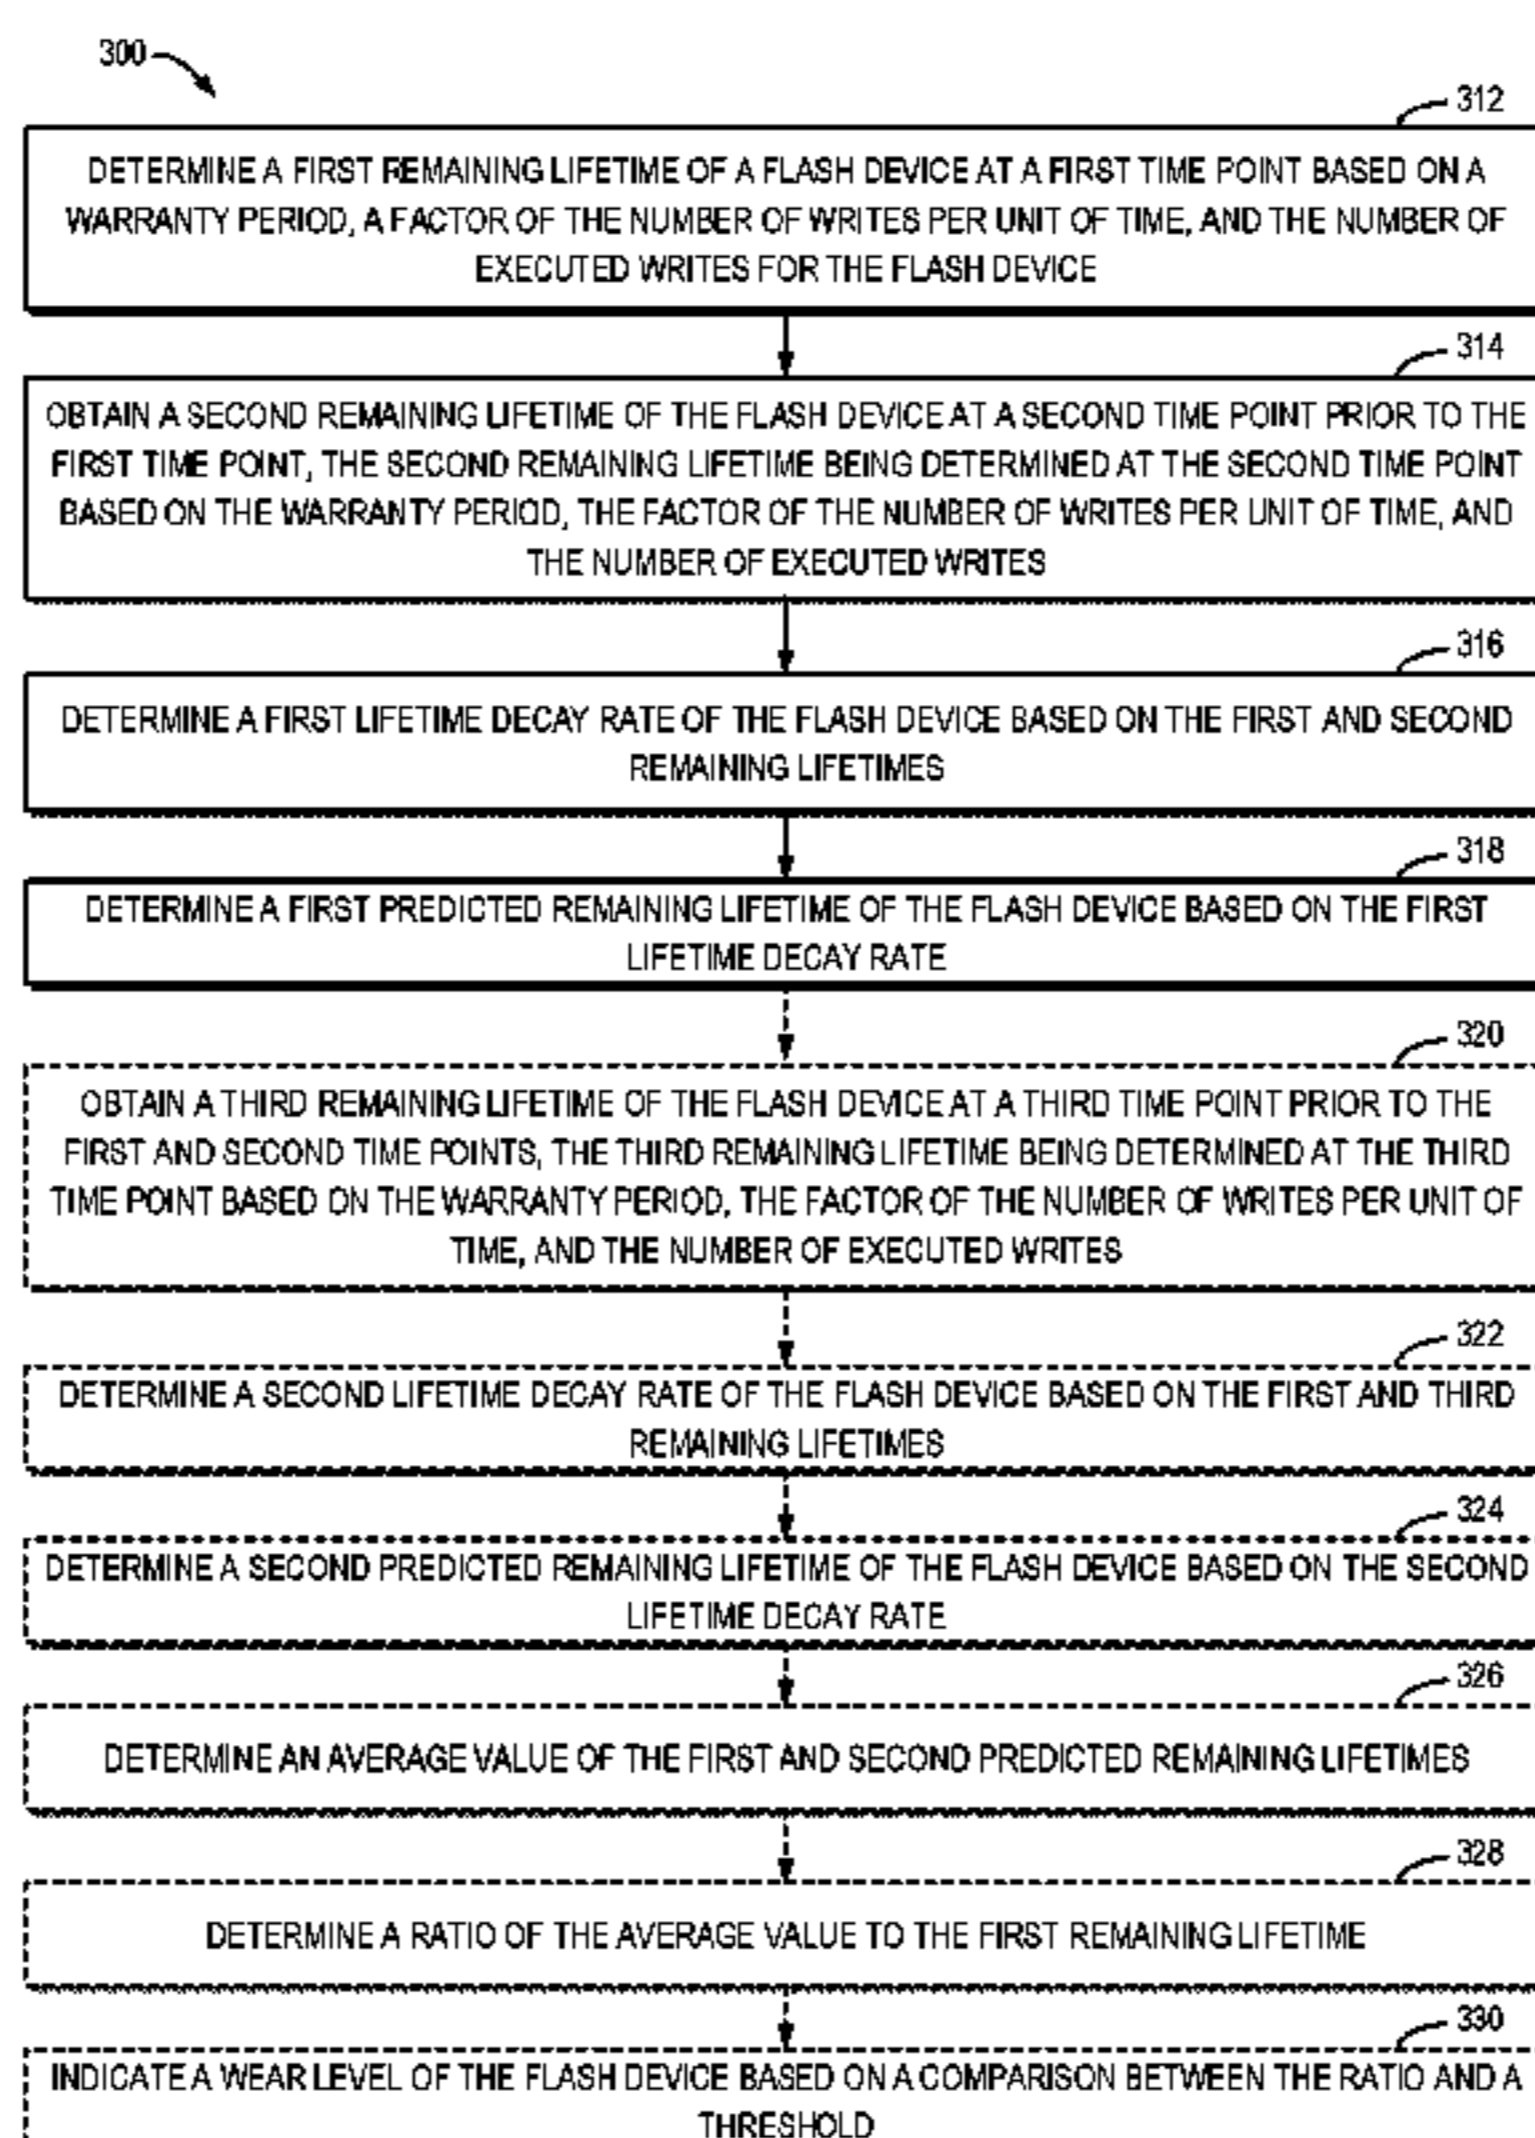 300
312
DETERMINE A FIRST REMAINING LIFETIME OF A FLASH DEVICE AT A FIRST TIME POINT BASED ON A
WARRANTY PERIOD, A FACTOR OF THE NUMBER OF WRITES PER UNIT OF TIME, AND THE NUMBER OF
EXECUTED WRITES FOR THE FLASH DEVICE
314
OBTAIN A SECOND REMAINING LIFETIME OF THE FLASH DEVICE AT A SECOND TIME POINT PRIOR TO THE
FIRST TIME POINT, THE SECOND REMAINING LIFETIME BEING DETERMINED AT THE SECOND TIME POINT
BASED ON THE WARRANTY PERIOD, THE FACTOR OF THE NUMBER OF WRITES PER UNIT OF TIME, AND
THE NUMBER OF EXECUTED WRITES
316
DETERMINE A FIRST LIFETIME DECAY RATE OF THE FLASH DEVICE BASED ON THE FIRST AND SECOND
REMAINING LIFETIMES
318
DETERMINE A FIRST PREDICTED REMAINING LIFETIME OF THE FLASH DEVICE BASED ON THE FIRST
LIFETIME DECAY RATE
320
OBTAIN A THIRD REMAINING LIFETIME OF THE FLASH DEVICE AT A THIRD TIME POINT PRIOR TO THE
FIRST AND SECOND TIME POINTS, THE THIRD REMAINING LIFETIME BEING DETERMINED AT THE THIRD
TIME POINT BASED ON THE WARRANTY PERIOD, THE FACTOR OF THE NUMBER OF WRITES PER UNIT OF
TIME, AND THE NUMBER OF EXECUTED WRITES
322
DETERMINE A SECOND LIFETIME DECAY RATE OF THE FLASH DEVICE BASED ON THE FIRST AND THIRD
REMAINING LIFETIMES
324
DETERMINE A SECOND PREDICTED REMAINING LIFETIME OF THE FLASH DEVICE BASED ON THE SECOND
LIFETIME DECAY RATE
326
DETERMINE AN AVERAGE VALUE OF THE FIRST AND SECOND PREDICTED REMAINING LIFETIMES
328
DETERMINE A RATIO OF THE AVERAGE VALUE TO THE FIRST REMAINING LIFETIME
330
INDICATE A WEAR LEVEL OF THE FLASH DEVICE BASED ON A COMPARISON BETWEEN THE RATIO AND A
THRESHOLD